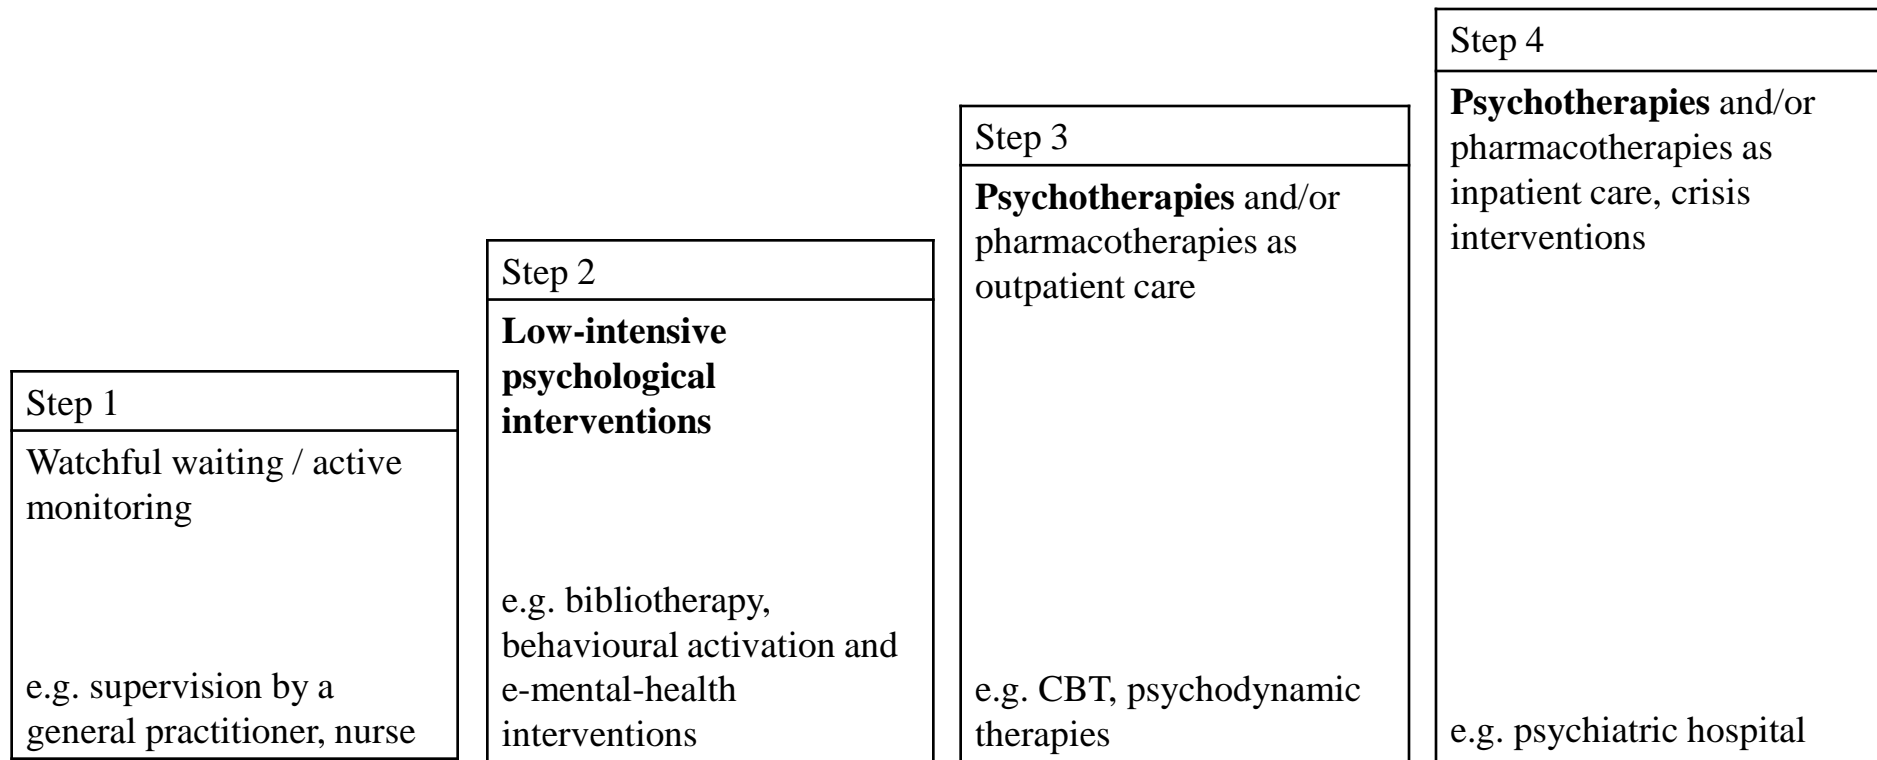 Step 1
Watchful waiting / active
monitoring
e.g. supervision by a
general practitioner, nurse
Step 2
Low-intensive
psychological
interventions
e.g. bibliotherapy,
behavioural activation and
e-mental-health
interventions
Step 3
Psychotherapies and/or
pharmacotherapies as
outpatient care
e.g. CBT, psychodynamic
therapies
Step 4
Psychotherapies and/or
pharmacotherapies as
inpatient care, crisis
interventions
e.g. psychiatric hospital